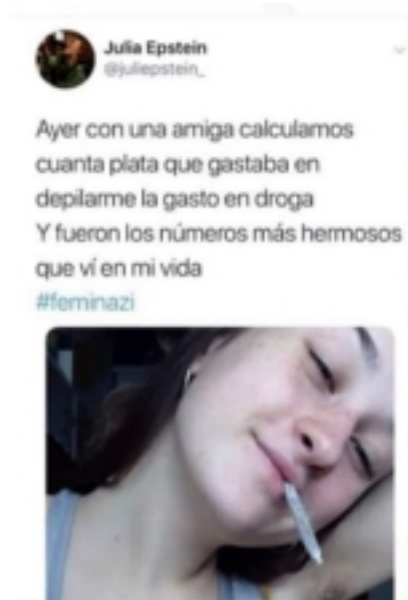 Julia Epstein
@juliepstein_
Ayer con una amiga calculamos
cuanta plata que gastaba en
depilarme la gasto en droga
Y fueron los números más hermosos
que ví en mi vida
#feminazi